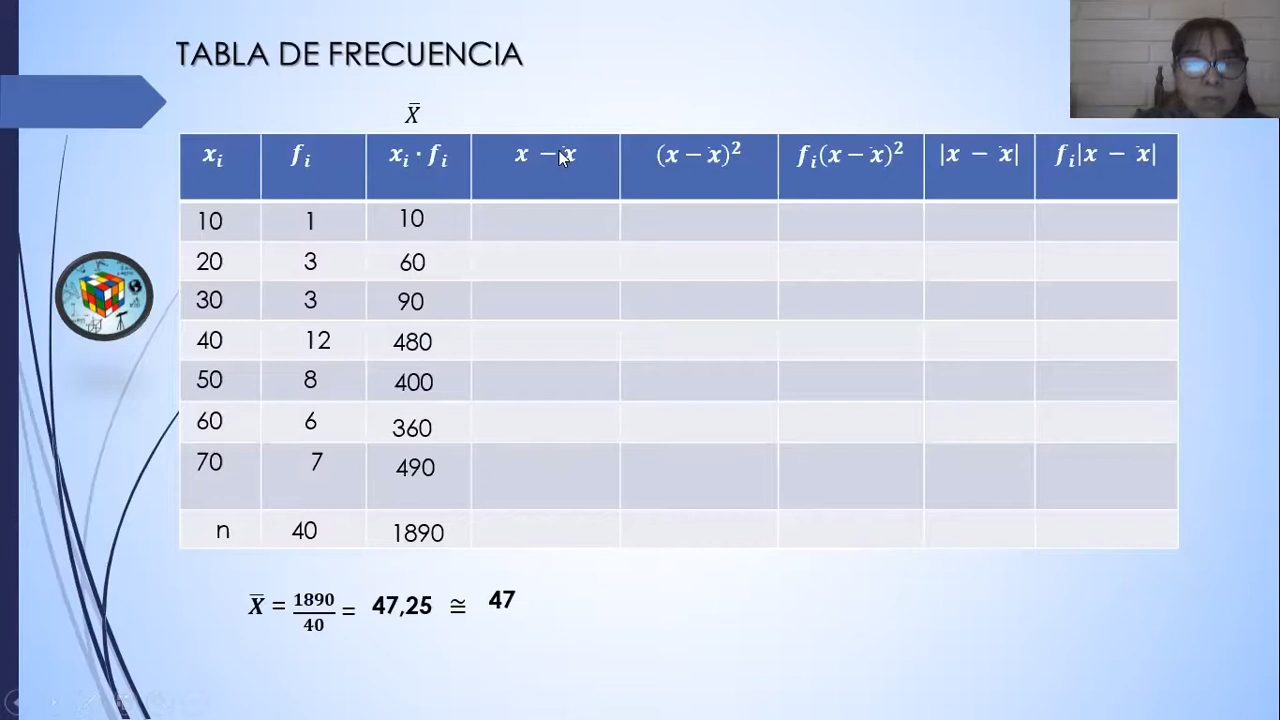 TABLA DE FRECUENCIA
X̅
xᵢ fᵢ xᵢ · fᵢ x − x̄ (x − x̄)² fᵢ(x − x̄)² |x − x̄| fᵢ|x − x̄|
10 1 10
20 3 60
30 3 90
40 12 480
50 8 400
60 6 360
70 7 490
n 40 1890
X̅ = 1890/40 = 47,25 ≅ 47